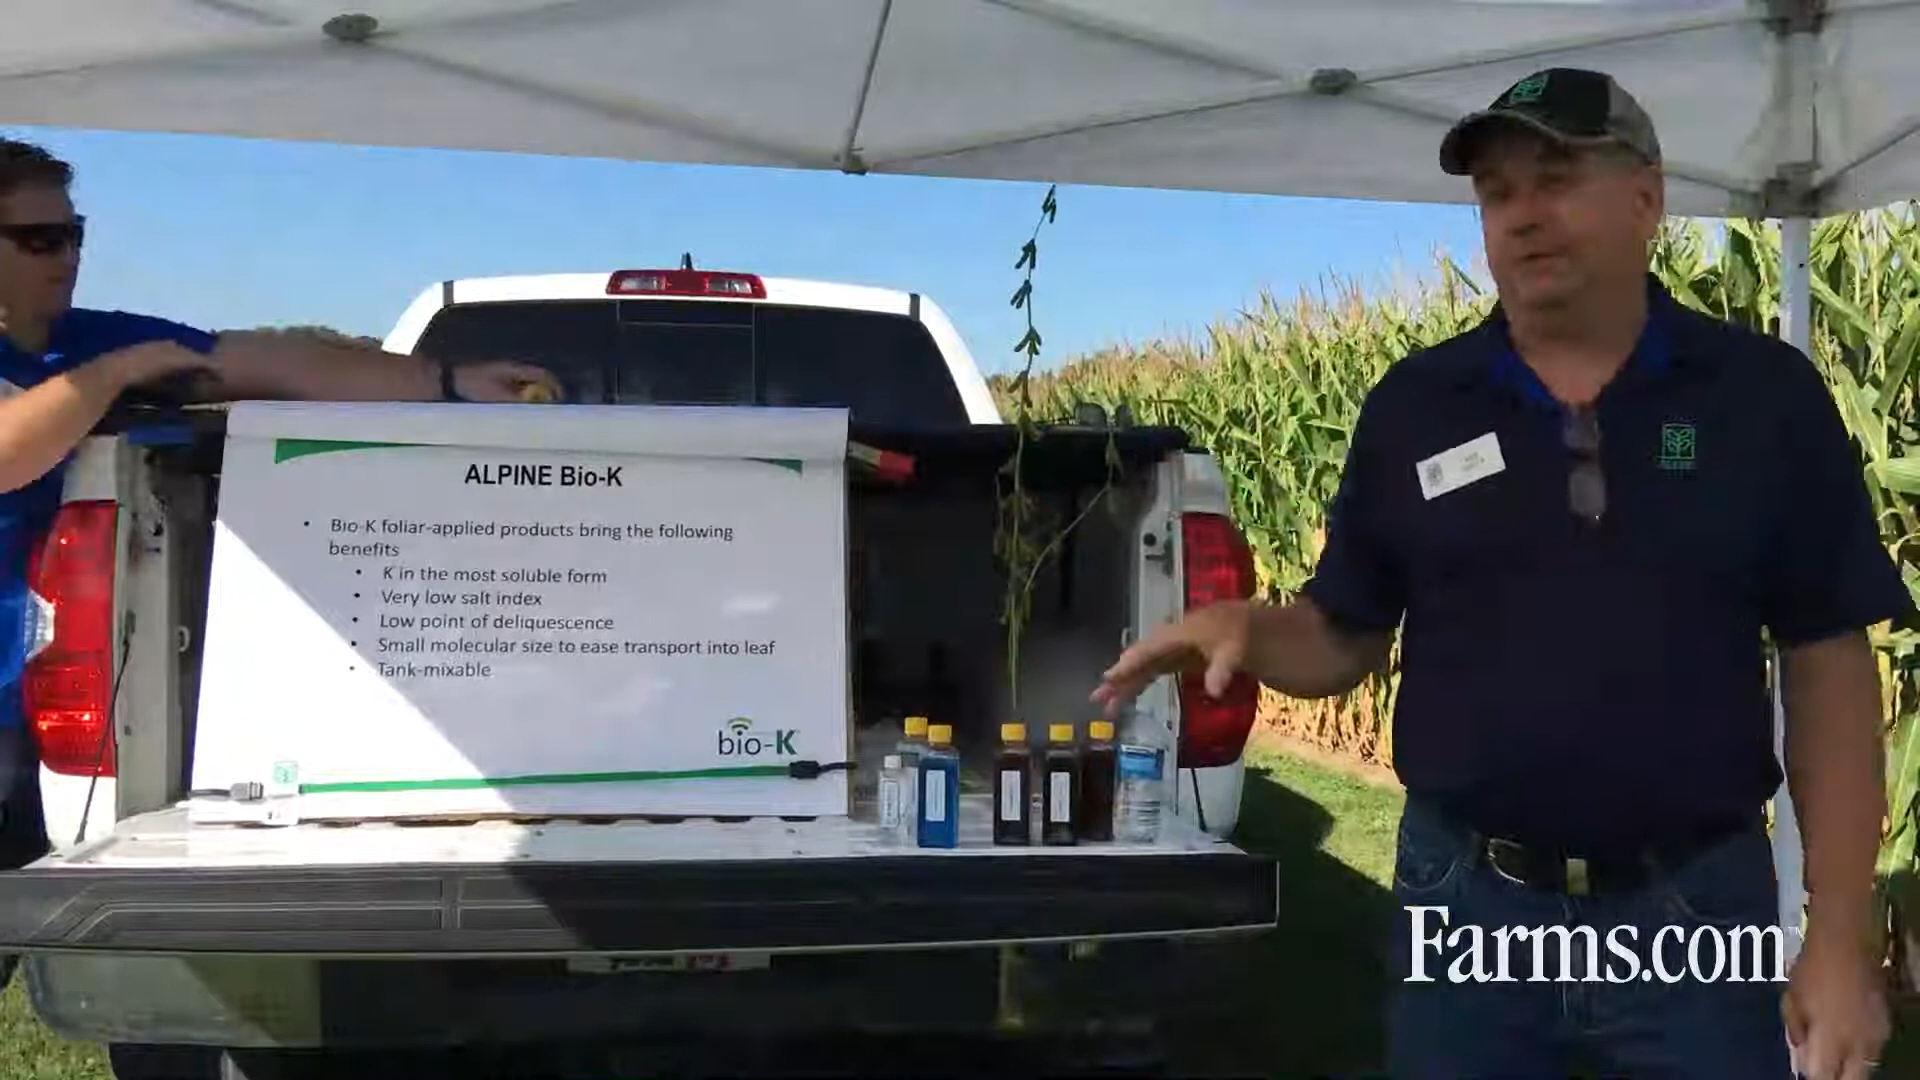 ALPINE Bio-K
• Bio-K foliar-applied products bring the following
benefits
• K in the most soluble form
• Very low salt index
• Low point of deliquescence
• Small molecular size to ease transport into leaf
• Tank-mixable
bio-K
Farms.com™